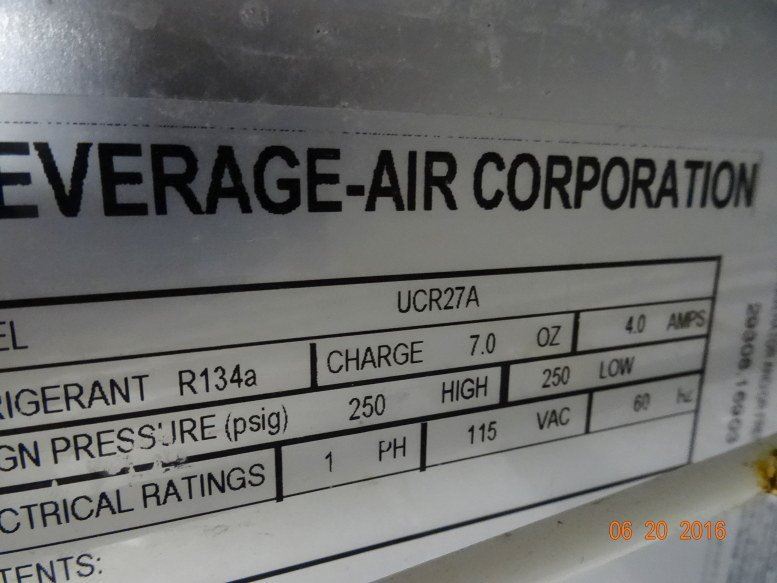 EVERAGE-AIR CORPORATION
EL UCR27A
RIGERANT R134a CHARGE 7.0 OZ 4.0 AMPS
GN PRESSURE (psig) 250 HIGH 250 LOW
CTRICAL RATINGS 1 PH 115 VAC 60 hz
TENTS:
06 20 2016